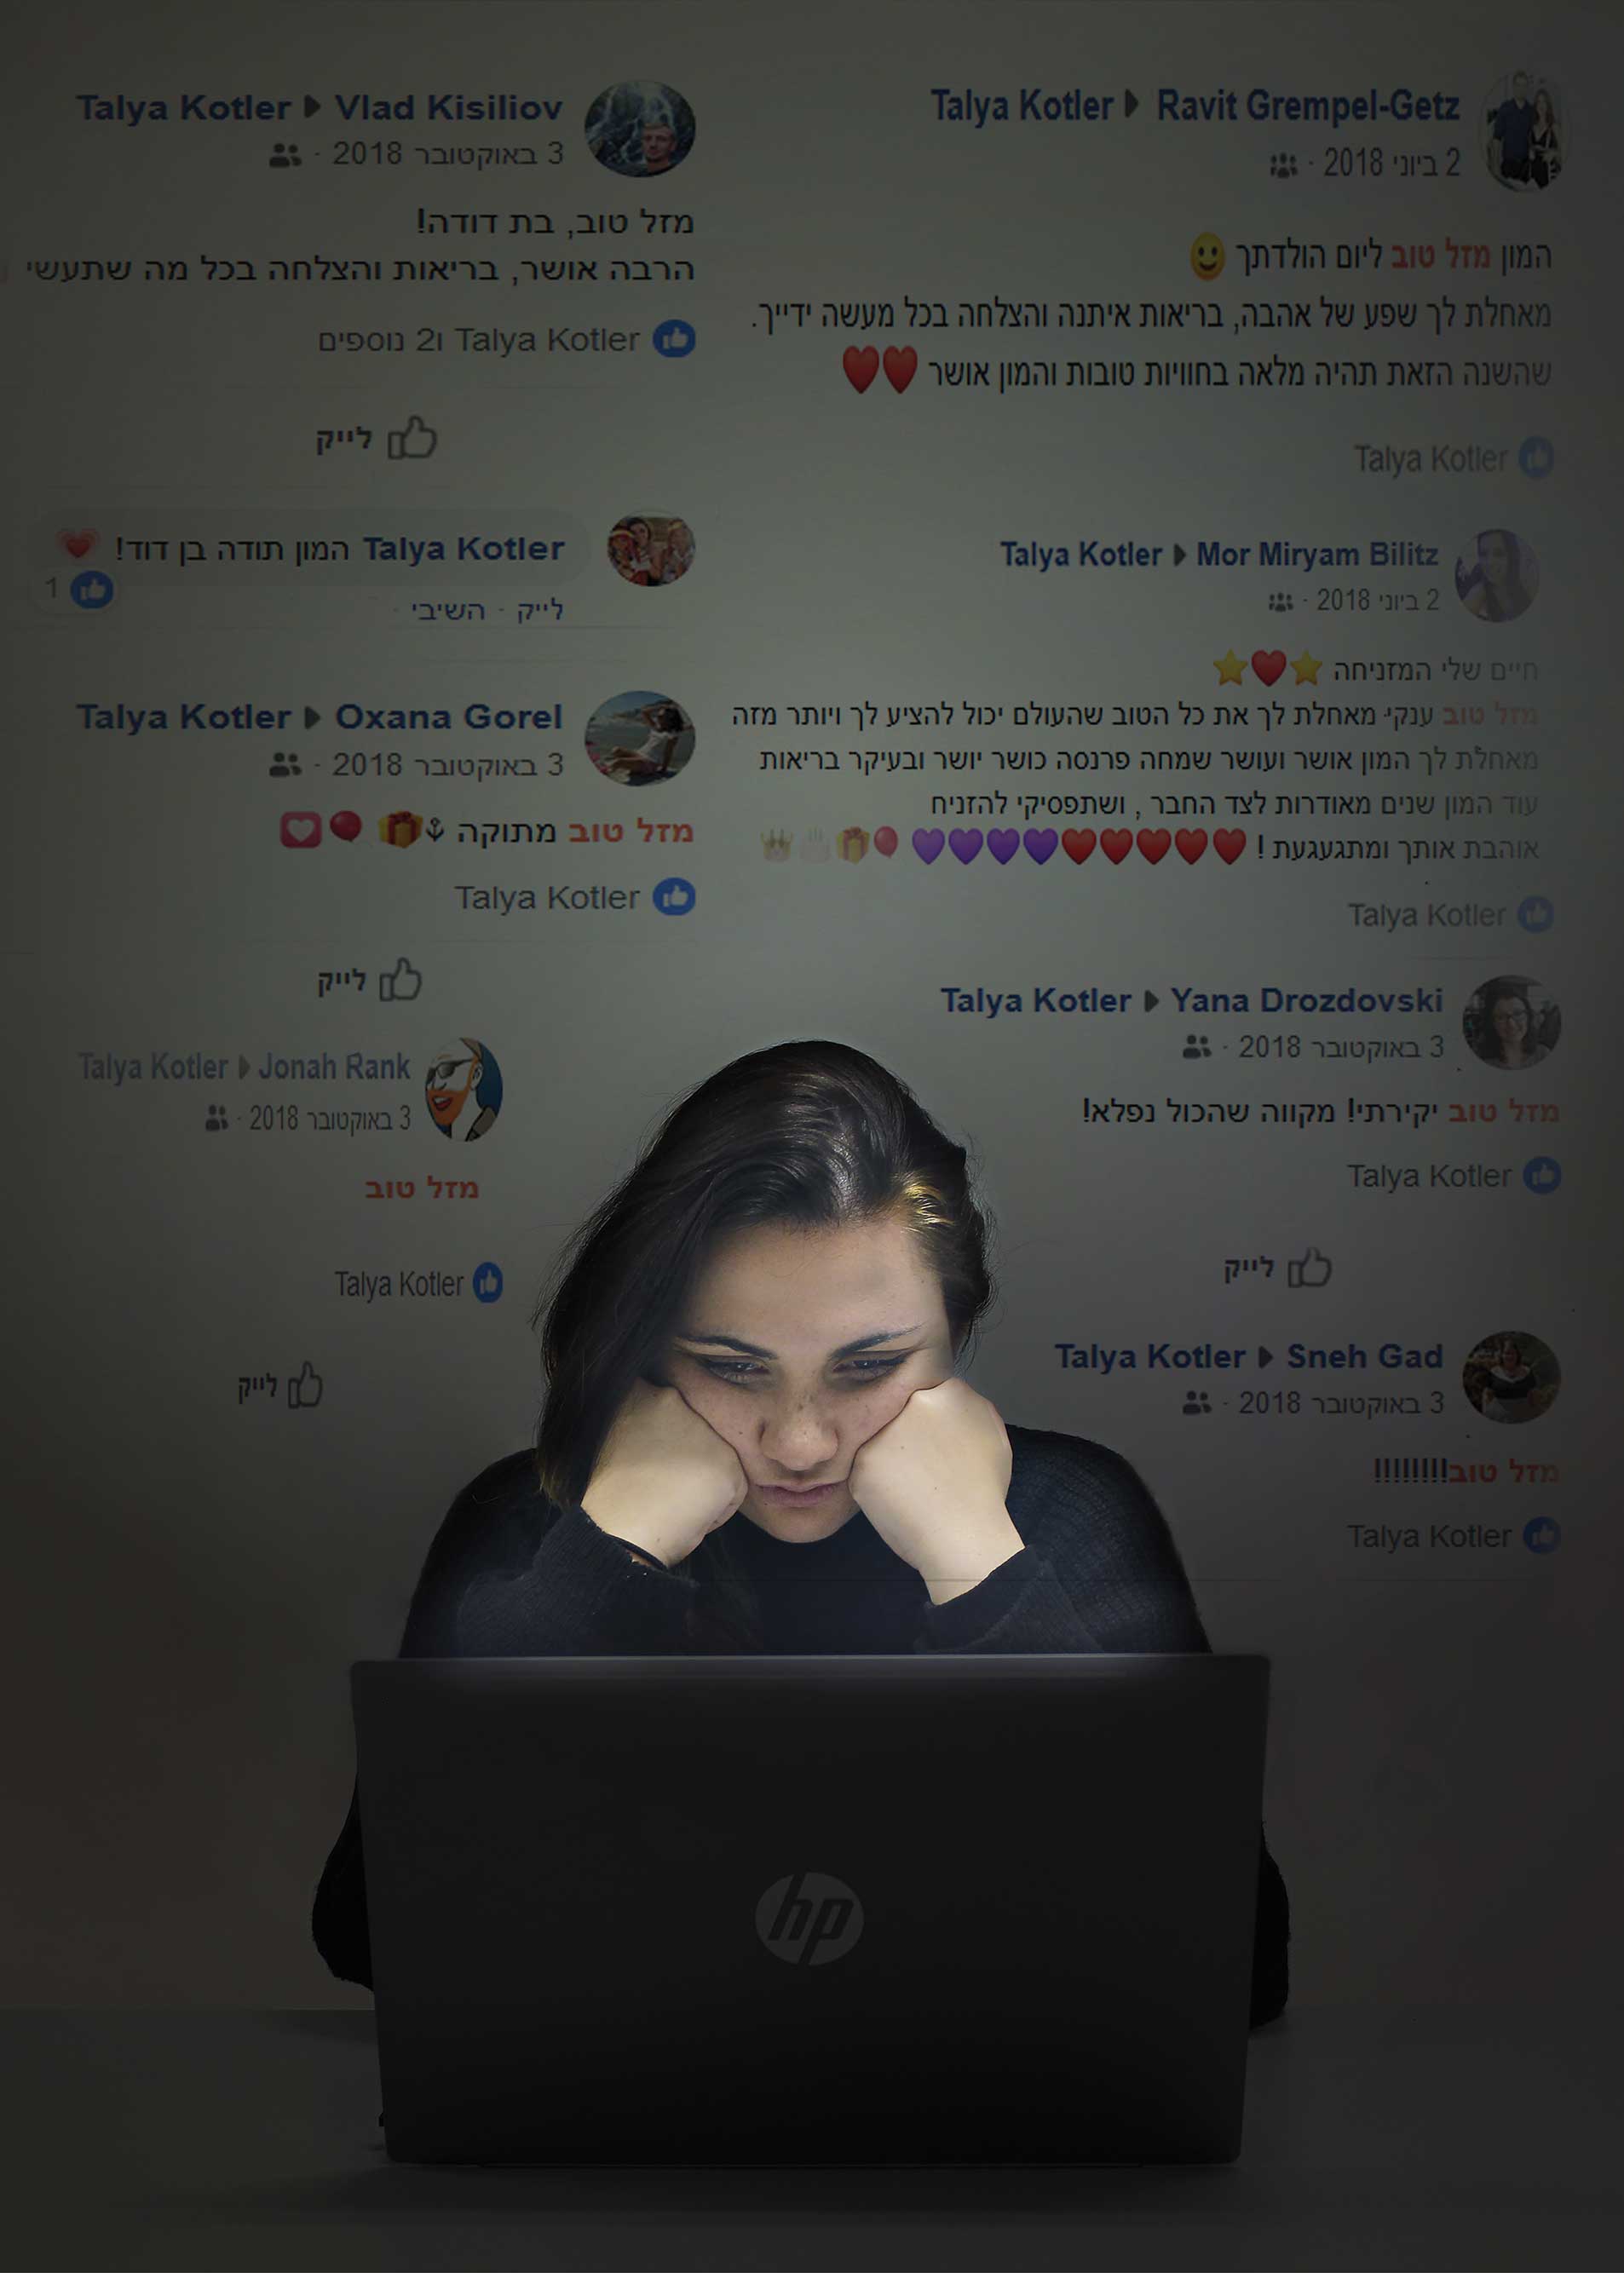 Talya Kotler ▶ Ravit Grempel-Getz
2 ביוני 2018 ·
המון מזל טוב ליום הולדתך 🙂
מאחלת לך שפע של אהבה, בריאות איתנה והצלחה בכל מעשה ידייך.
שהשנה הזאת תהיה מלאה בחוויות טובות והמון אושר ❤️❤️
Talya Kotler
Talya Kotler ▶ Mor Miryam Bilitz
2 ביוני 2018 ·
חיים שלי המזניחה ⭐❤️⭐
מזל טוב ענקי מאחלת לך את כל הטוב שהעולם יכול להציע לך ויותר מזה
מאחלת לך המון אושר ועושר שמחה פרנסה כושר יושר ובעיקר בריאות
עוד המון שנים מאודרות לצד החבר , ושתפסיקי להזניח
אוהבת אותך ומתגעגעת ! ❤️❤️❤️❤️❤️💜💜💜💜🎈🎁🎂👑
Talya Kotler
Talya Kotler ▶ Yana Drozdovski
3 באוקטובר 2018 ·
מזל טוב יקירתי! מקווה שהכול נפלא!
Talya Kotler
לייק
Talya Kotler ▶ Sneh Gad
3 באוקטובר 2018 ·
מזל טוב!!!!!!!!
Talya Kotler
Talya Kotler ▶ Vlad Kisiliov
3 באוקטובר 2018 ·
מזל טוב, בת דודה!
הרבה אושר, בריאות והצלחה בכל מה שתעשי
Talya Kotler ו2 נוספים
לייק
Talya Kotler המון תודה בן דוד! 💗
1
לייק · השיבי ·
Talya Kotler ▶ Oxana Gorel
3 באוקטובר 2018 ·
מזל טוב מתוקה ⚓🎁🎈💟
Talya Kotler
לייק
Talya Kotler ▶ Jonah Rank
3 באוקטובר 2018 ·
מזל טוב
Talya Kotler
לייק
hp